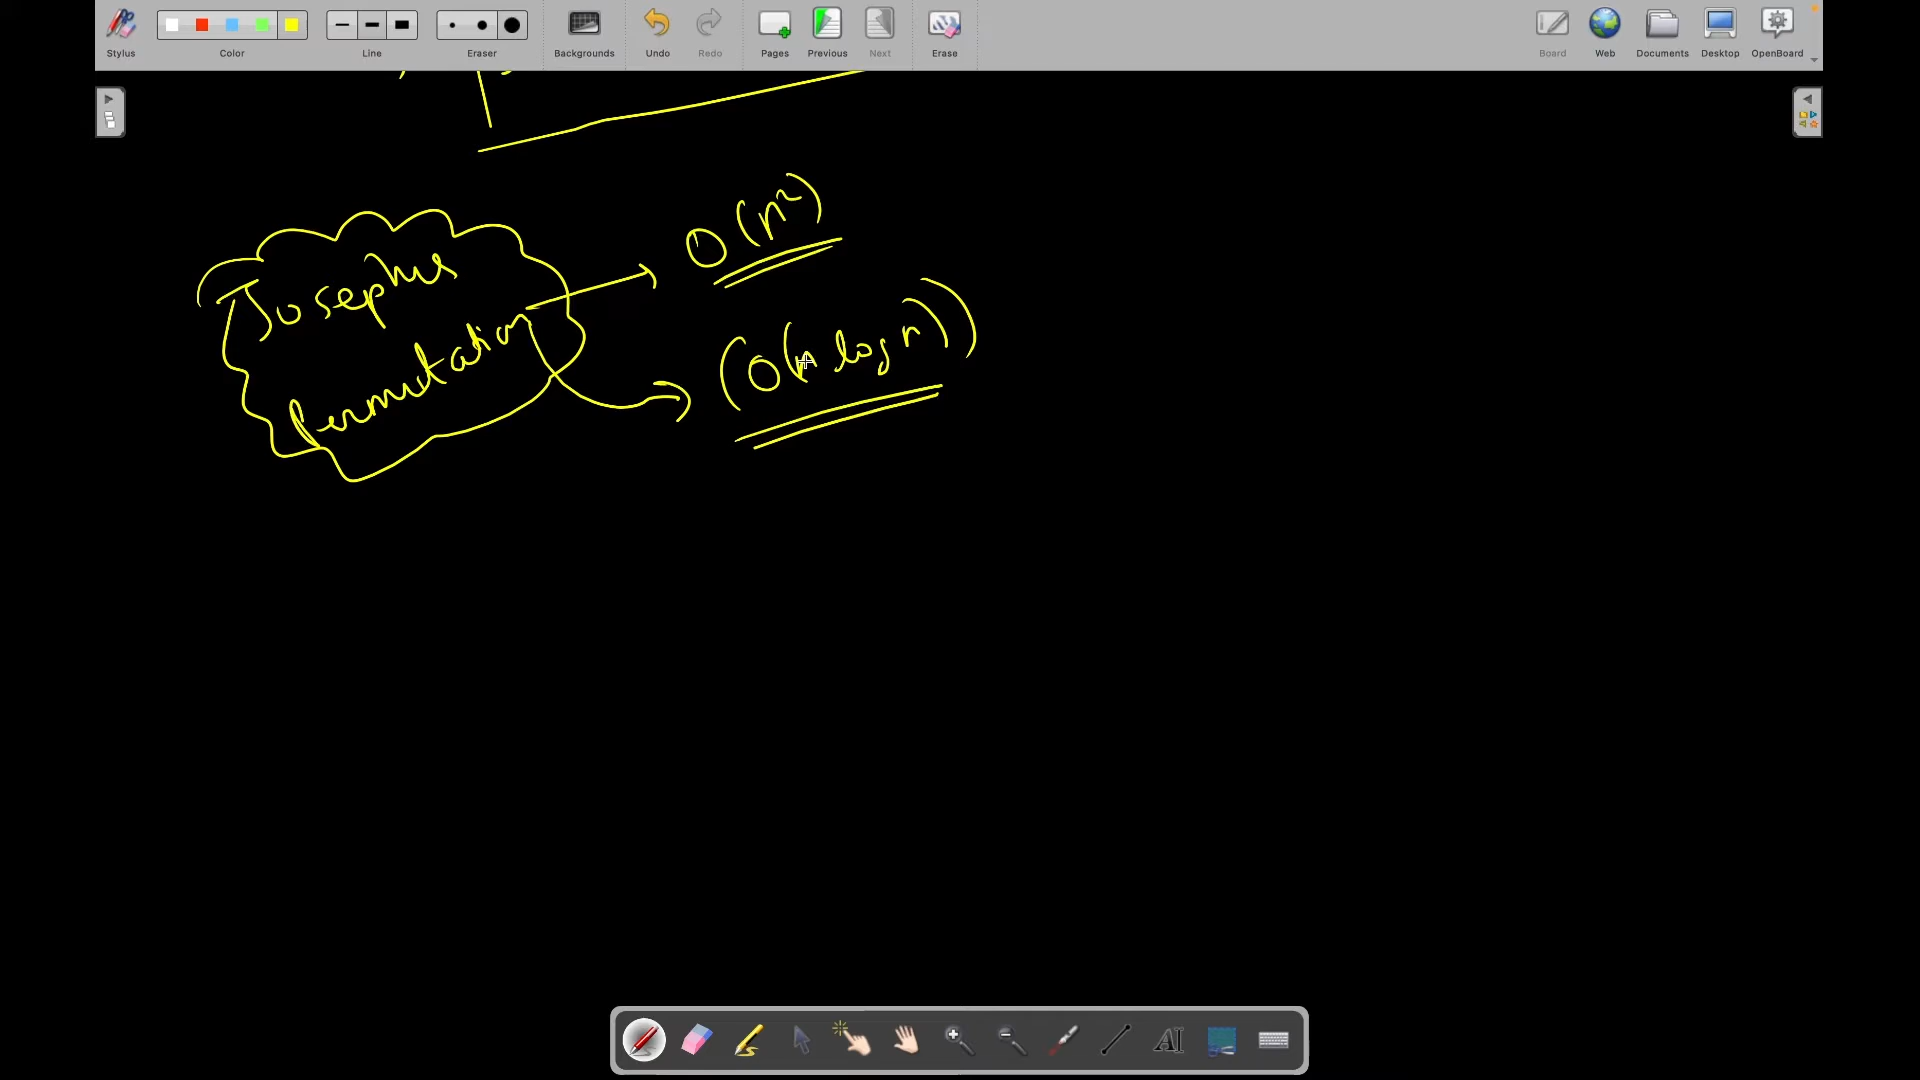 Stylus Color Line Eraser Backgrounds Undo Redo Pages Previous Next Erase Board Web Documents Desktop OpenBoard
O(n²)
Josephus
Permutation
(O(n log n))
AI